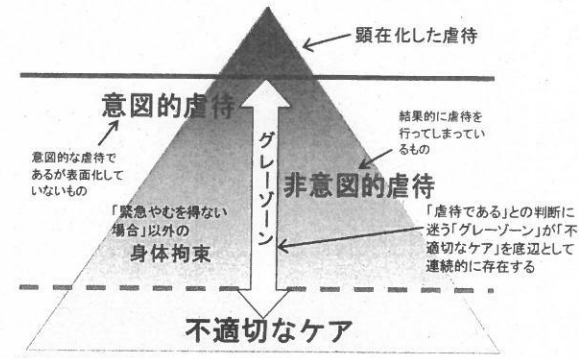 顕在化した虐待
意図的虐待
意図的な虐待で
あるが表面化して
いないもの
グレーゾーン
結果的に虐待を
行ってしまってい
るもの
非意図的虐待
「緊急やむを得ない
場合」以外の
身体拘束
「虐待である」との判断に
迷う「グレーゾーン」が「不
適切なケア」を底辺として
連続的に存在する
不適切なケア